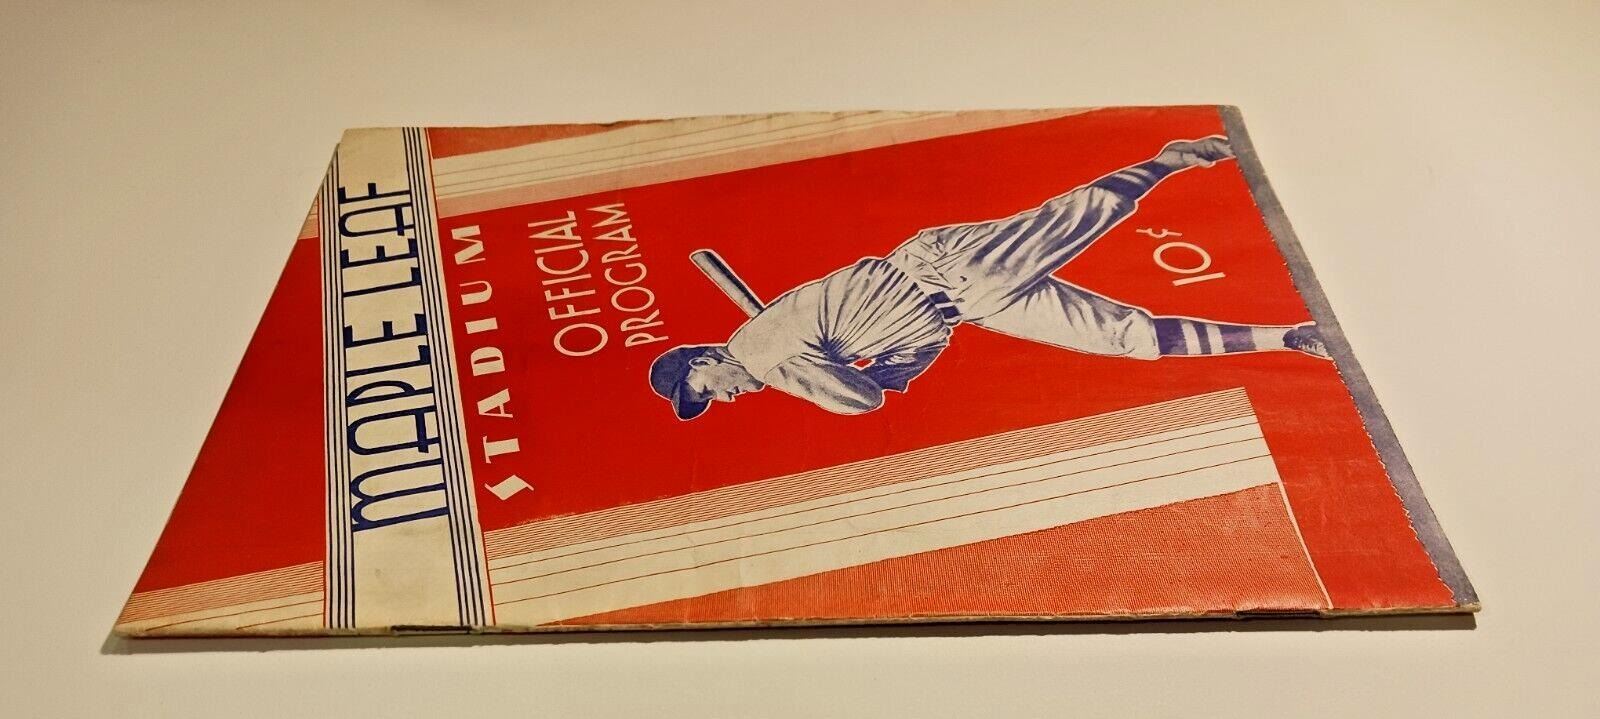 MAPLE LEAF
STADIUM
OFFICIAL
PROGRAM
10¢